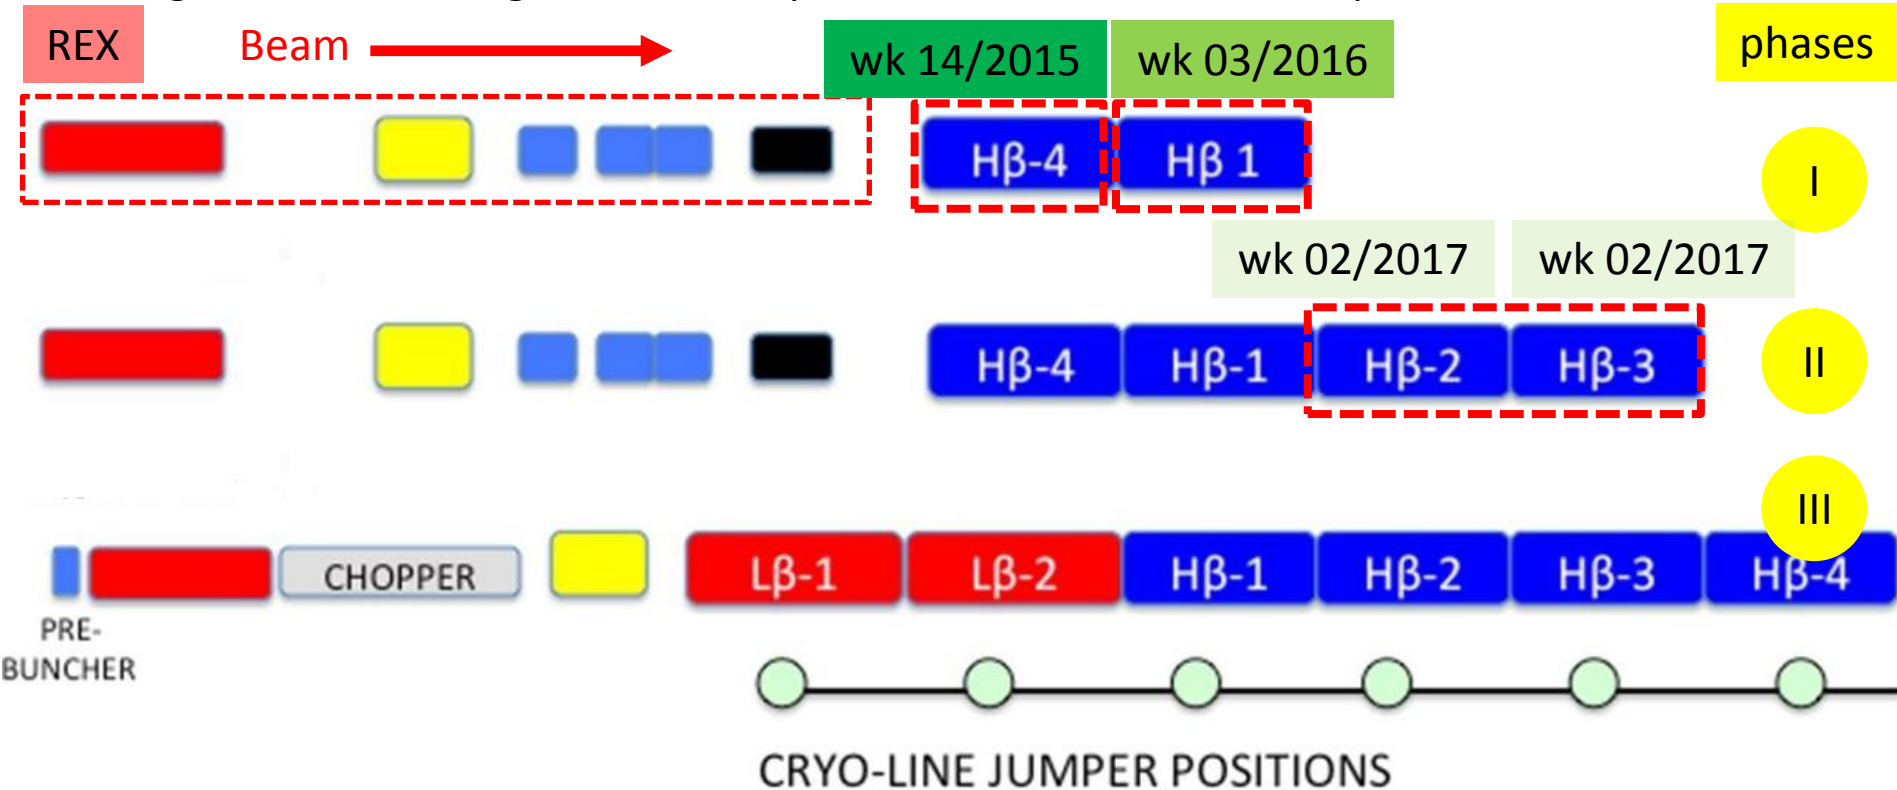 REX Beam wk 14/2015 wk 03/2016 phases
Hβ-4 Hβ 1 I
wk 02/2017 wk 02/2017
Hβ-4 Hβ-1 Hβ-2 Hβ-3 II
III
CHOPPER Lβ-1 Lβ-2 Hβ-1 Hβ-2 Hβ-3 Hβ-4
PRE-
BUNCHER
CRYO-LINE JUMPER POSITIONS